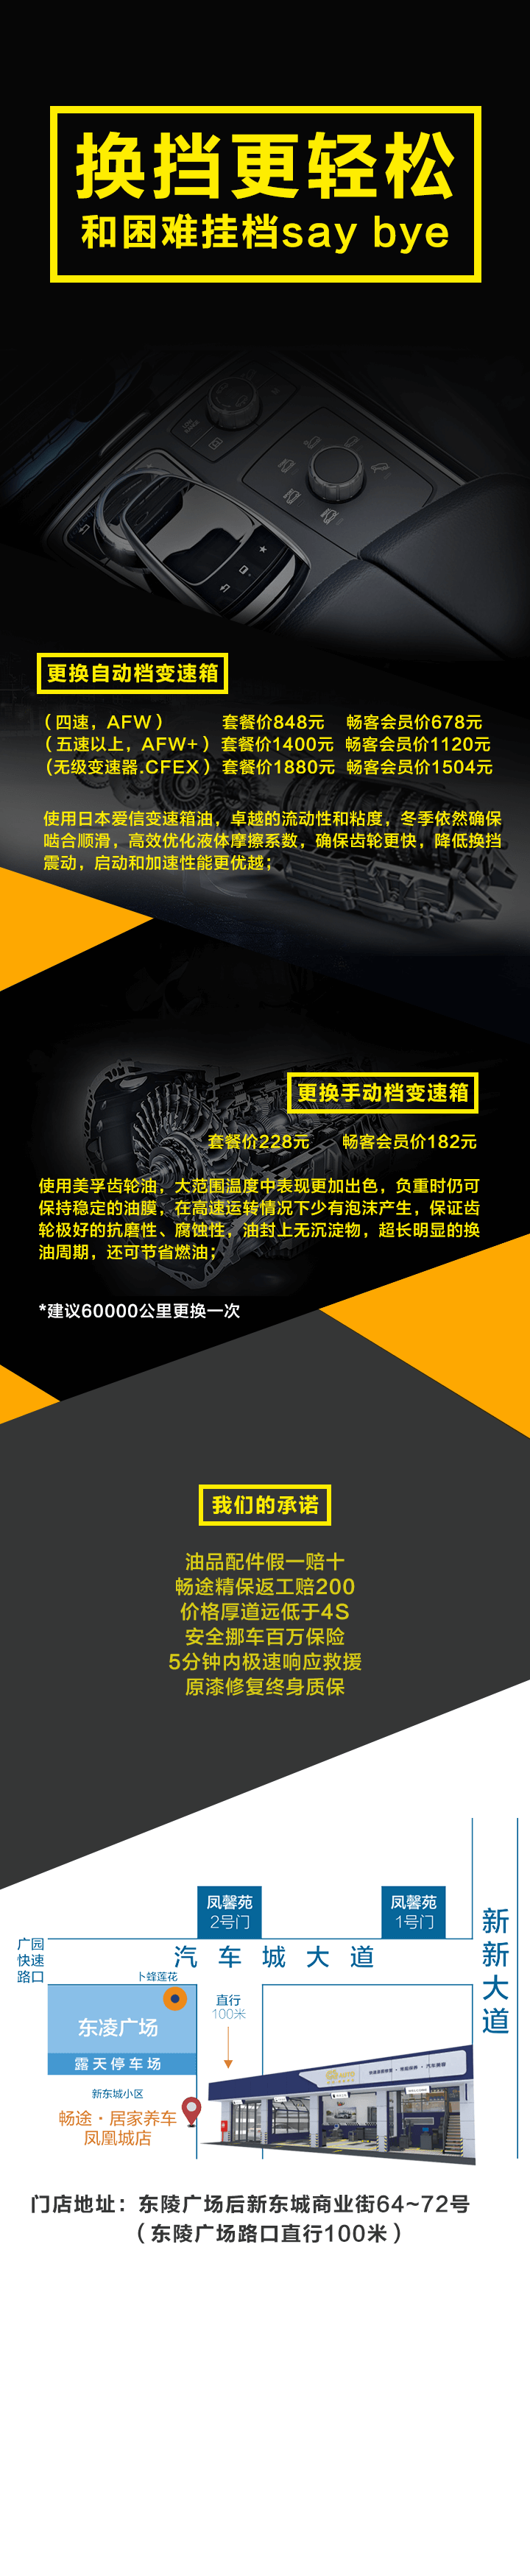 换挡更轻松
和困难挂档say bye
更换自动档变速箱
（四速，AFW） 套餐价848元 畅客会员价678元
（五速以上，AFW+）套餐价1400元 畅客会员价1120元
(无级变速器.CFEX）套餐价1880元 畅客会员价1504元
使用日本爱信变速箱油，卓越的流动性和粘度，冬季依然确保
啮合顺滑，高效优化液体摩擦系数，确保齿轮更快，降低换挡
震动，启动和加速性能更优越；
更换手动档变速箱
套餐价228元 畅客会员价182元
使用美孚齿轮油，大范围温度中表现更加出色，负重时仍可
保持稳定的油膜，在高速运转情况下少有泡沫产生，保证齿
轮极好的抗磨性、腐蚀性，油封上无沉淀物，超长明显的换
油周期，还可节省燃油；
*建议60000公里更换一次
我们的承诺
油品配件假一赔十
畅途精保返工赔200
价格厚道远低于4S
安全挪车百万保险
5分钟内极速响应救援
原漆修复终身质保
凤馨苑
2号门
凤馨苑
1号门
新新大道
广园
快速
路口
汽车城大道
卜蜂莲花
东凌广场
露天停车场
直行
100米
新东城小区
畅途·居家养车
凤凰城店
门店地址：东陵广场后新东城商业街64~72号
（东陵广场路口直行100米）